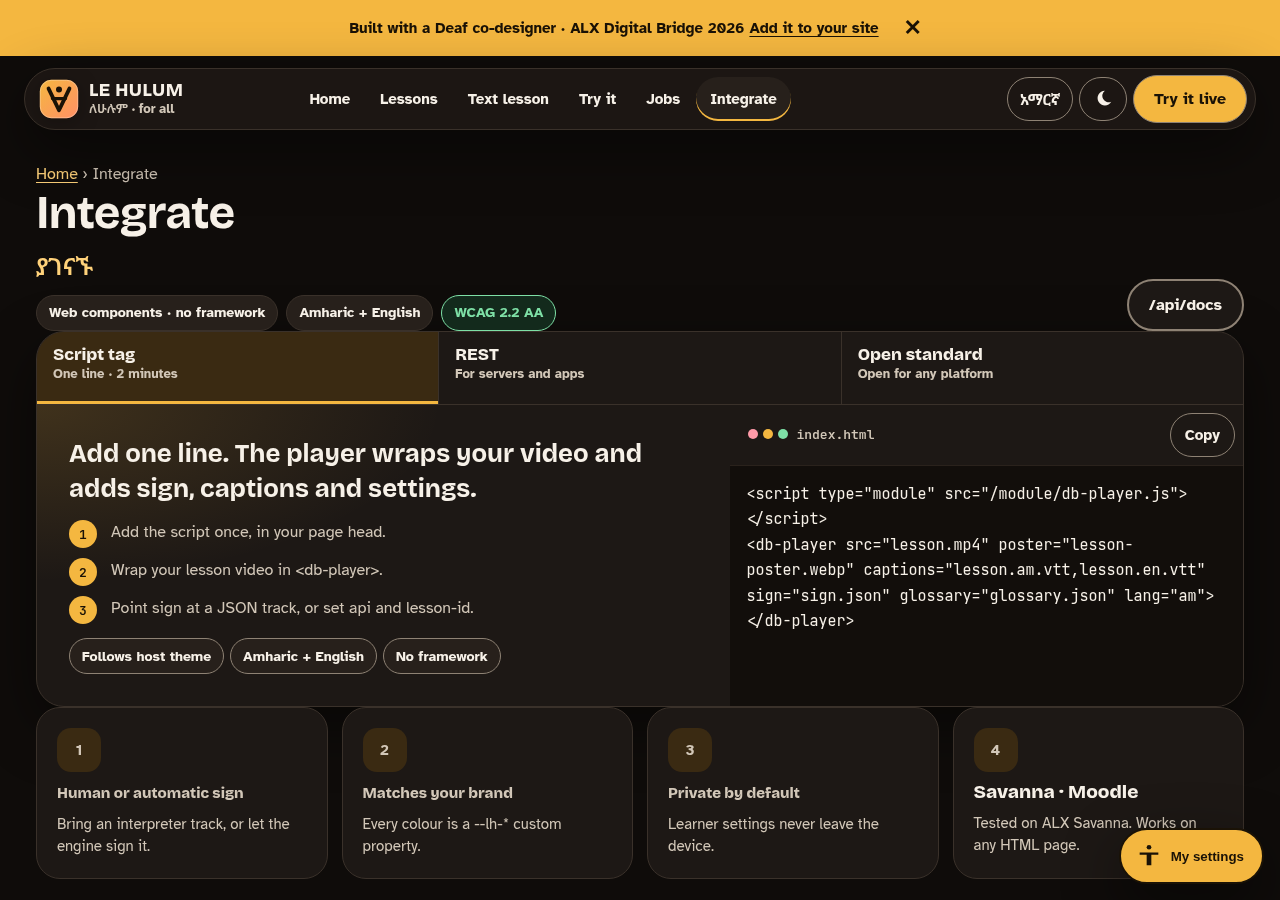 Built with a Deaf co-designer · ALX Digital Bridge 2026 Add it to your site ✕
LE HULUM
ለሁሉም · for all
Home Lessons Text lesson Try it Jobs Integrate
አማርኛ
Try it live
Home › Integrate
Integrate
ያገናኙ
Web components · no framework Amharic + English WCAG 2.2 AA
/api/docs
Script tag
One line · 2 minutes
REST
For servers and apps
Open standard
Open for any platform
Add one line. The player wraps your video and
adds sign, captions and settings.
1 Add the script once, in your page head.
2 Wrap your lesson video in <db-player>.
3 Point sign at a JSON track, or set api and lesson-id.
Follows host theme Amharic + English No framework
index.html
Copy
<script type="module" src="/module/db-player.js">
</script>
<db-player src="lesson.mp4" poster="lesson-
poster.webp" captions="lesson.am.vtt,lesson.en.vtt"
sign="sign.json" glossary="glossary.json" lang="am">
</db-player>
1
Human or automatic sign
Bring an interpreter track, or let the
engine sign it.
2
Matches your brand
Every colour is a --lh-* custom
property.
3
Private by default
Learner settings never leave the
device.
4
Savanna · Moodle
Tested on ALX Savanna. Works on
any HTML page.
My settings